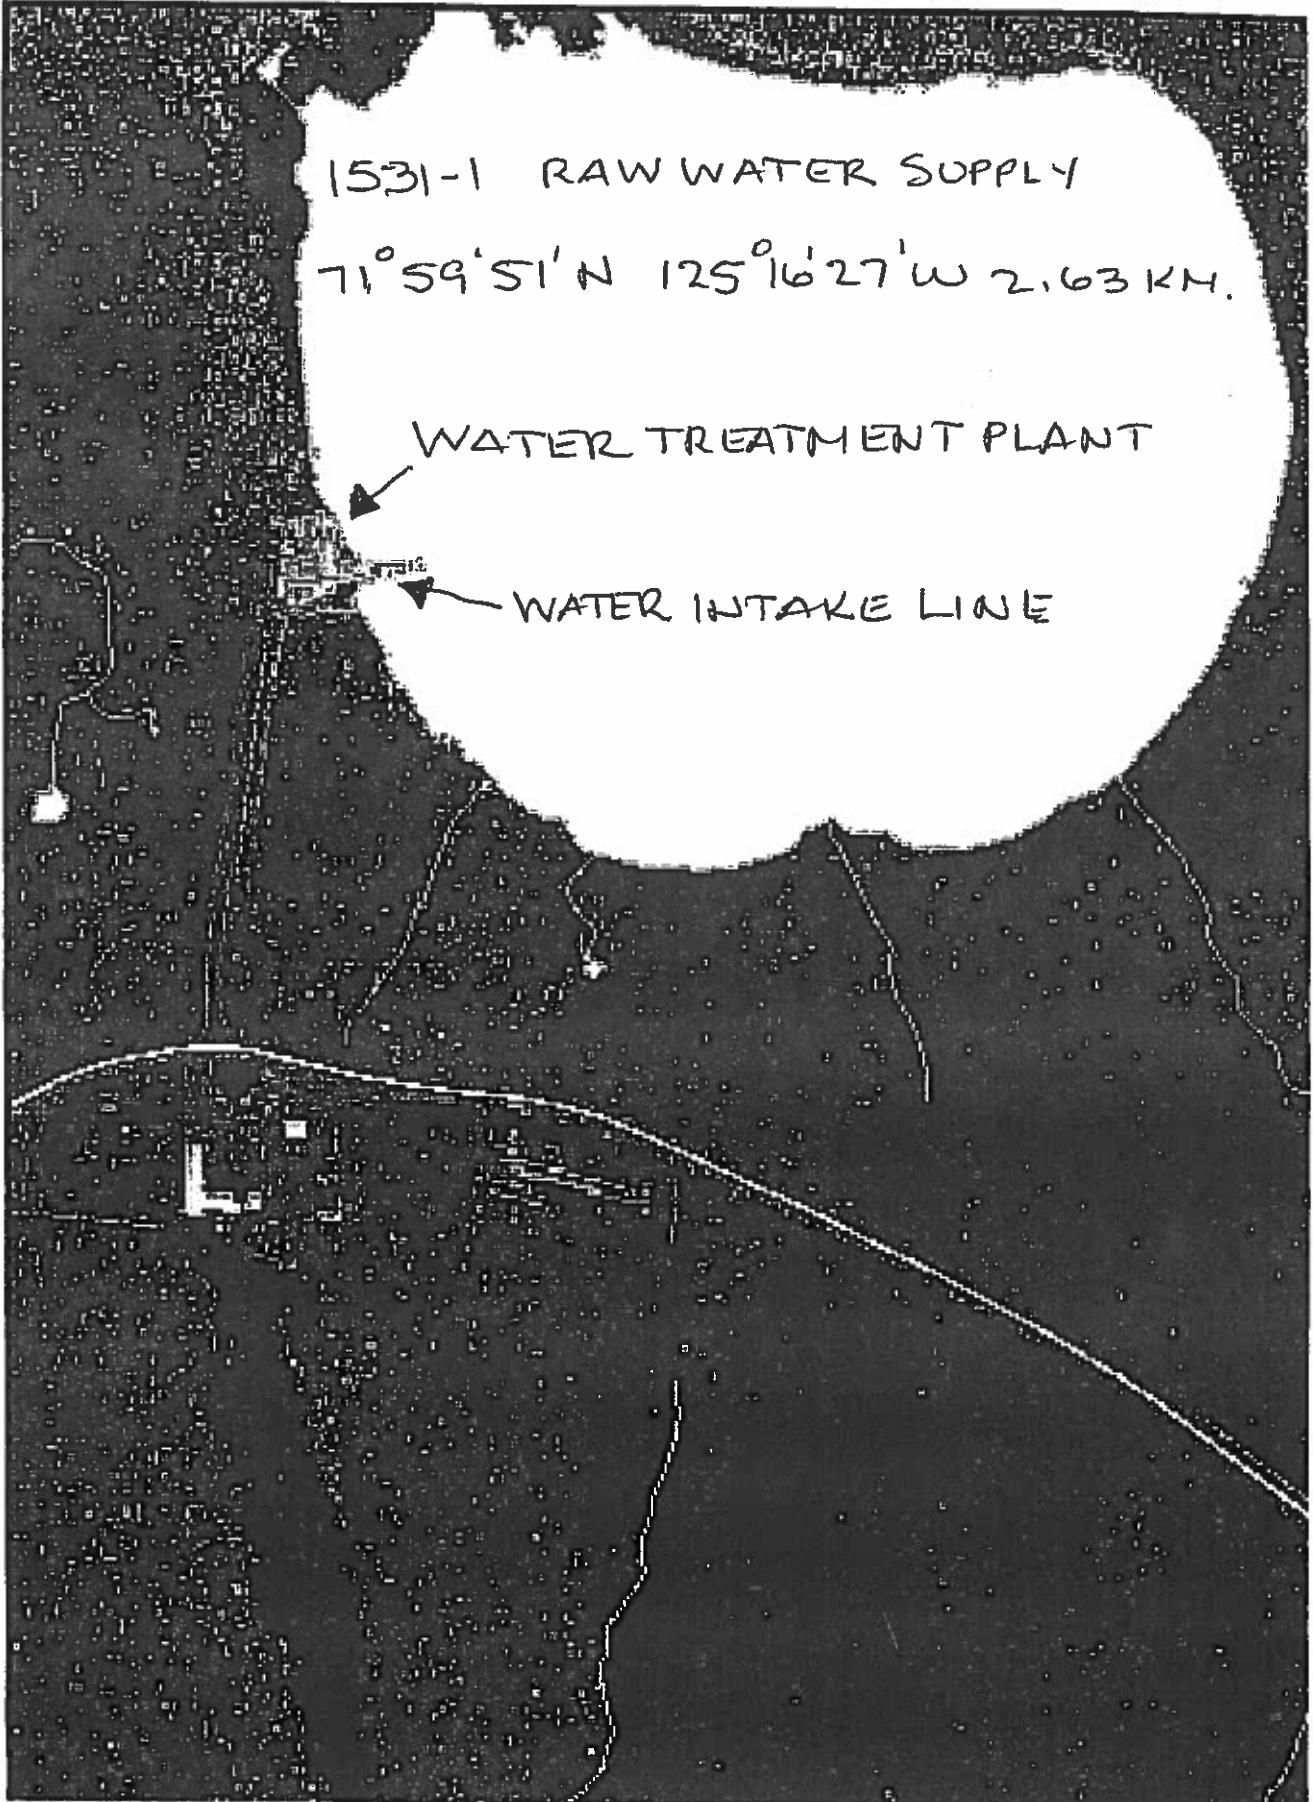 1531-1 RAW WATER SUPPLY
71°59'51'N 125°16'27'W 2.63 KM.
WATER TREATMENT PLANT
WATER INTAKE LINE